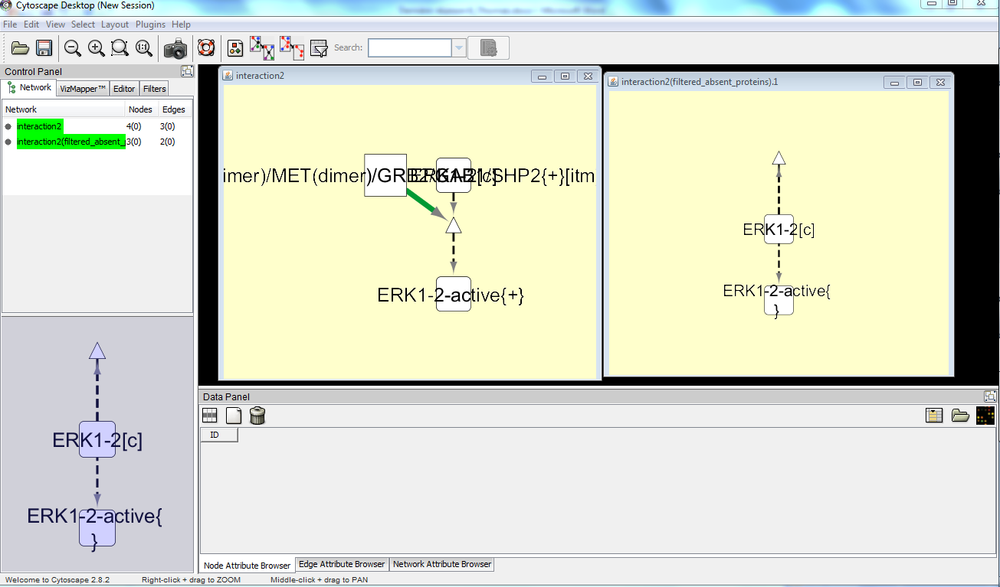 Cytoscape Desktop (New Session)
File Edit View Select Layout Plugins Help
Search:
Control Panel
Network VizMapper™ Editor Filters
Network Nodes Edges
interaction2 4(0) 3(0)
interaction2(filtered_absent_ 3(0) 2(0)
ERK1-2[c]
ERK1-2-active{
}
interaction2
imer)/MET(dimer)/GRB2/GAB1/SHP2{+}[itm
ERK1-2[c]
ERK1-2-active{+}
interaction2(filtered_absent_proteins).1
ERK1-2[c]
ERK1-2-active{
}
Data Panel
ID
Node Attribute Browser Edge Attribute Browser Network Attribute Browser
Welcome to Cytoscape 2.8.2 Right-click + drag to ZOOM Middle-click + drag to PAN